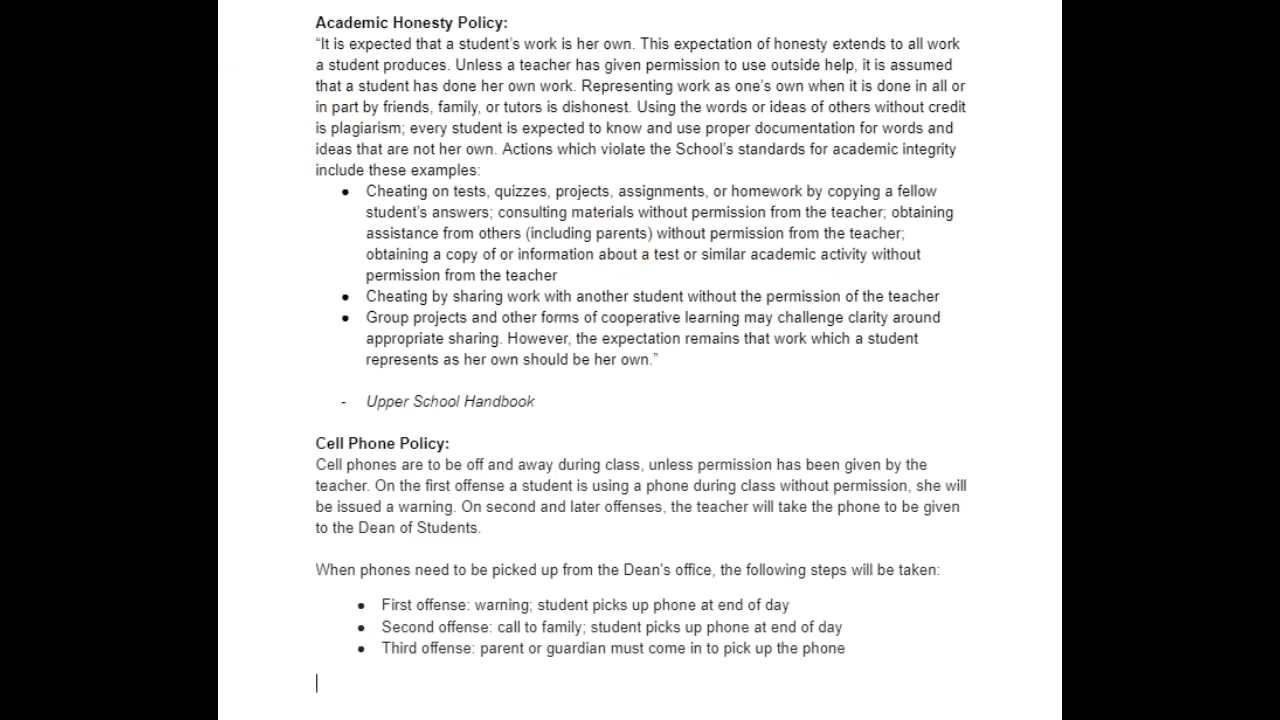 Academic Honesty Policy:
“It is expected that a student’s work is her own. This expectation of honesty extends to all work
a student produces. Unless a teacher has given permission to use outside help, it is assumed
that a student has done her own work. Representing work as one’s own when it is done in all or
in part by friends, family, or tutors is dishonest. Using the words or ideas of others without credit
is plagiarism; every student is expected to know and use proper documentation for words and
ideas that are not her own. Actions which violate the School’s standards for academic integrity
include these examples:
● Cheating on tests, quizzes, projects, assignments, or homework by copying a fellow
student’s answers; consulting materials without permission from the teacher; obtaining
assistance from others (including parents) without permission from the teacher;
obtaining a copy of or information about a test or similar academic activity without
permission from the teacher
● Cheating by sharing work with another student without the permission of the teacher
● Group projects and other forms of cooperative learning may challenge clarity around
appropriate sharing. However, the expectation remains that work which a student
represents as her own should be her own.”
- Upper School Handbook
Cell Phone Policy:
Cell phones are to be off and away during class, unless permission has been given by the
teacher. On the first offense a student is using a phone during class without permission, she will
be issued a warning. On second and later offenses, the teacher will take the phone to be given
to the Dean of Students.
When phones need to be picked up from the Dean’s office, the following steps will be taken:
● First offense: warning; student picks up phone at end of day
● Second offense: call to family; student picks up phone at end of day
● Third offense: parent or guardian must come in to pick up the phone